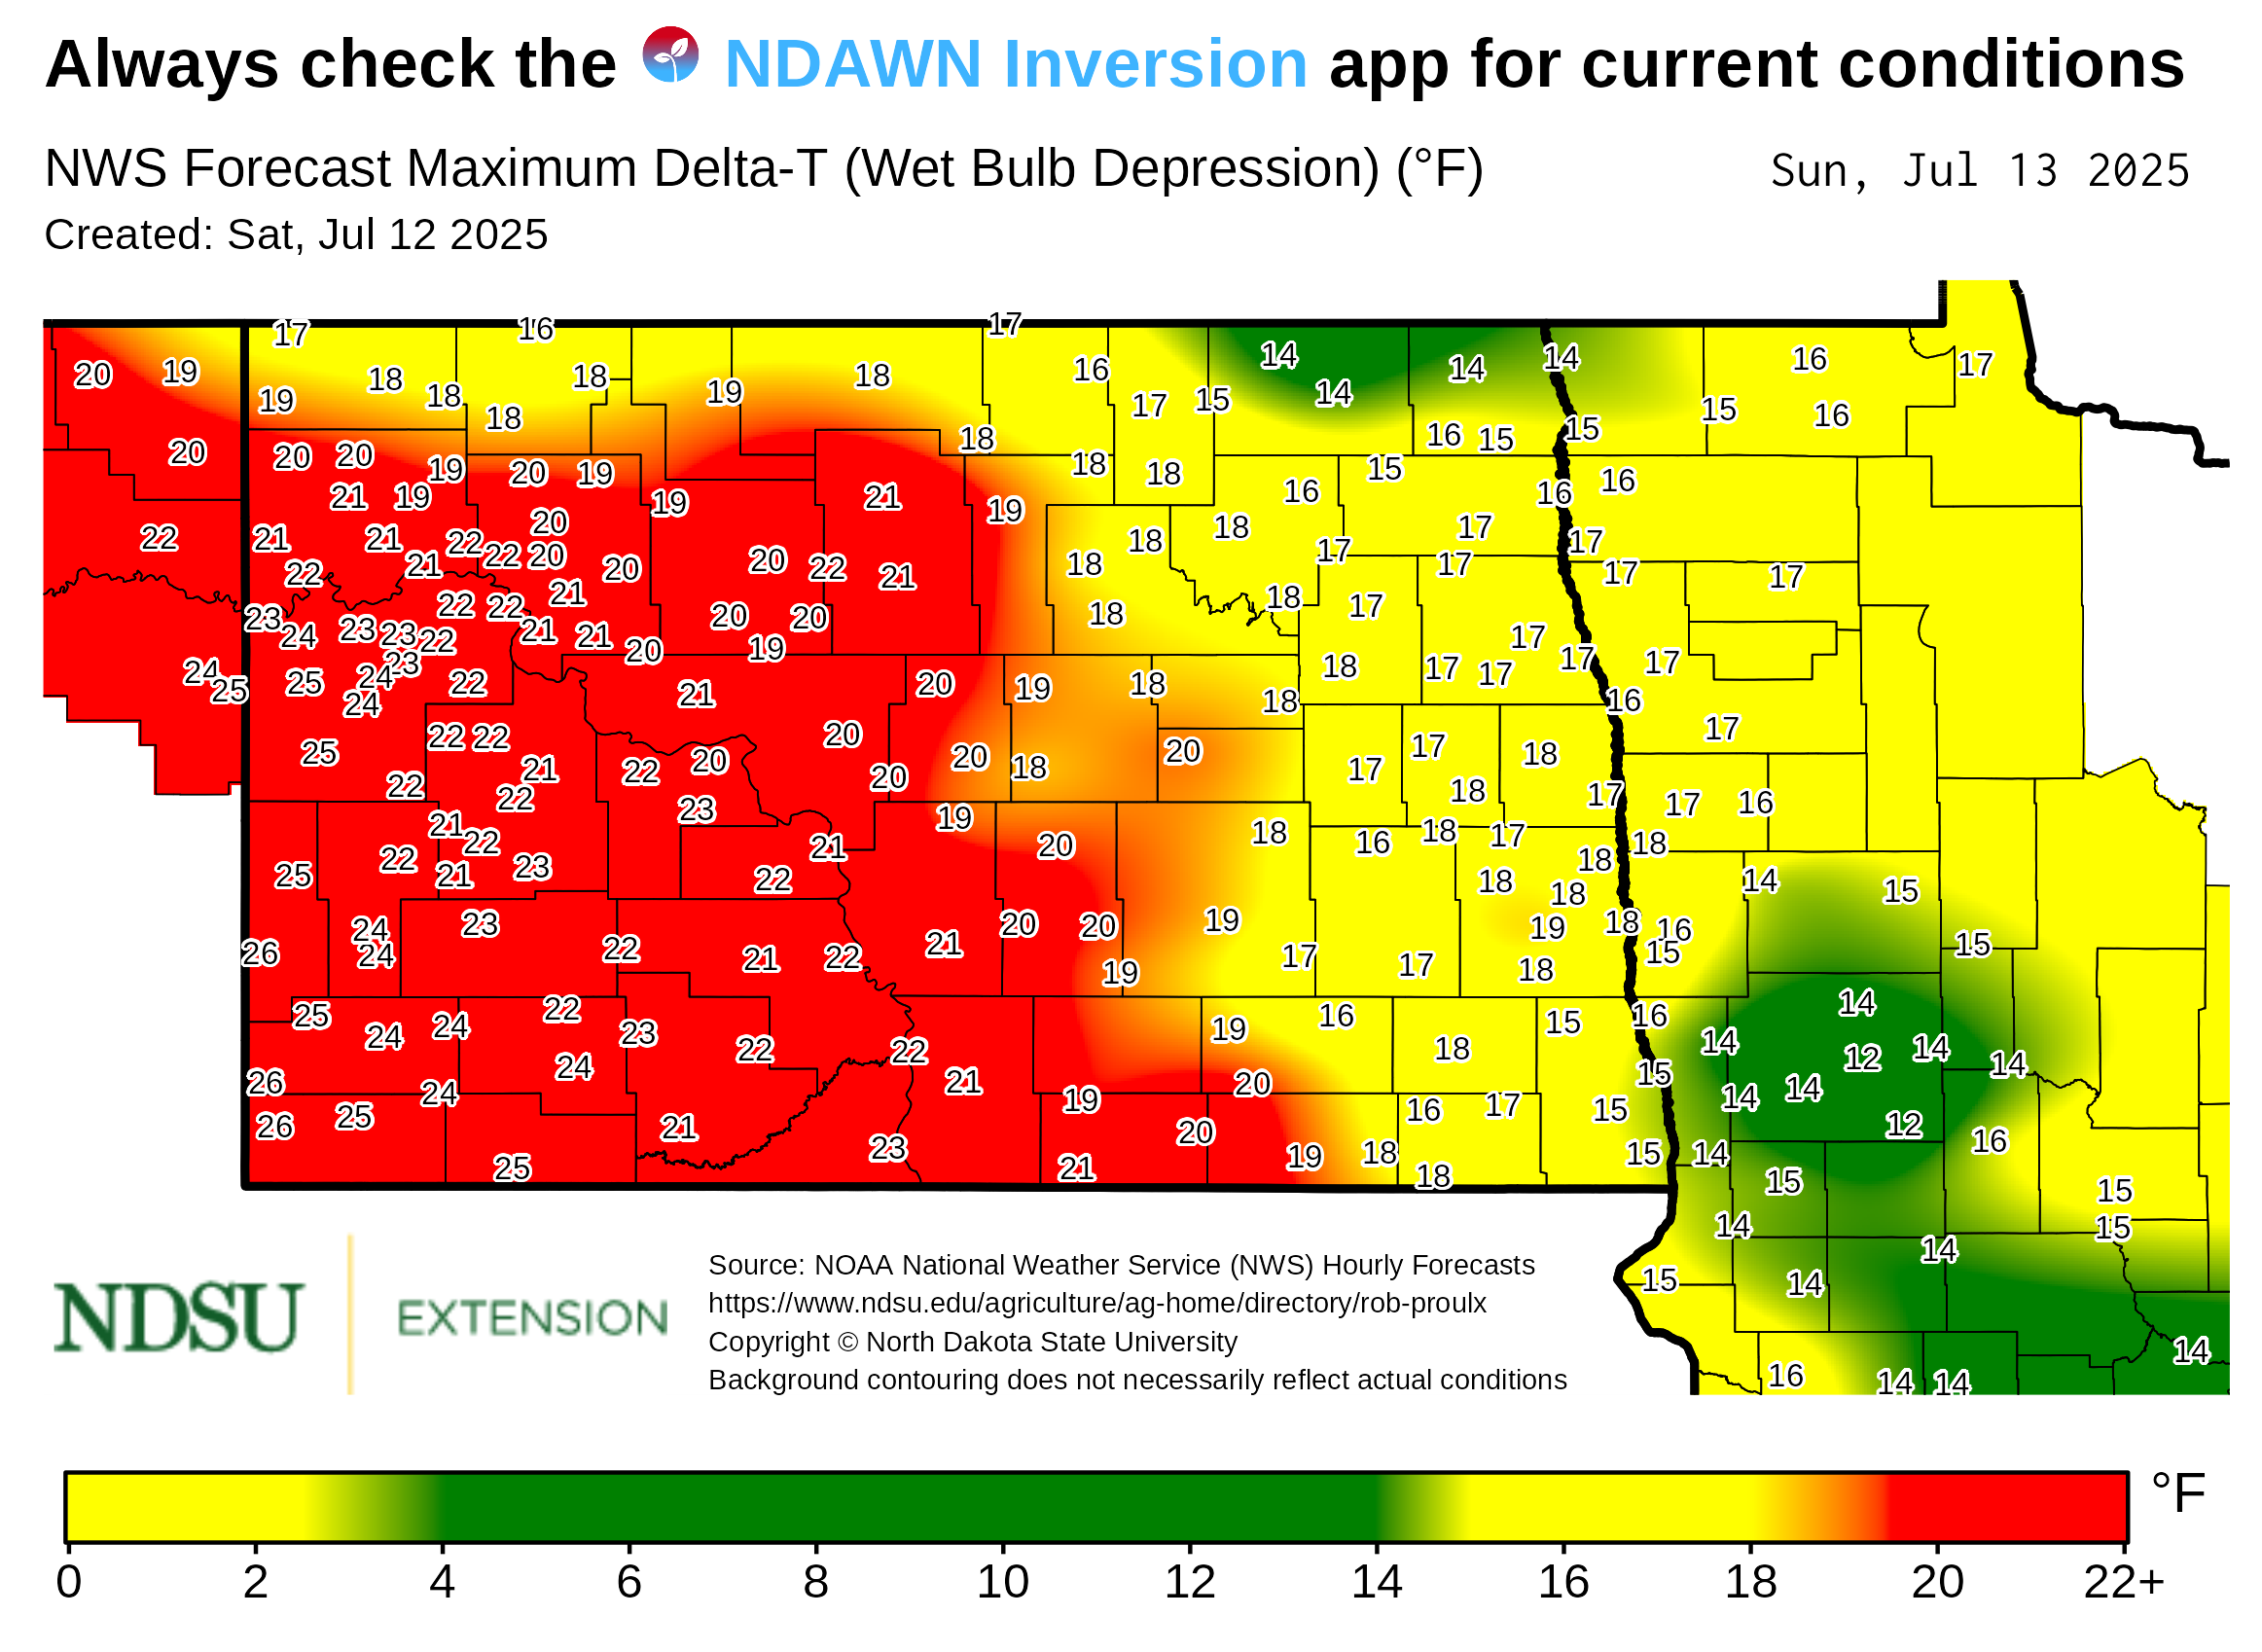 Always check the NDAWN Inversion app for current conditions
NWS Forecast Maximum Delta-T (Wet Bulb Depression) (°F)
Sun, Jul 13 2025
Created: Sat, Jul 12 2025
17 16 17
20 19 18 18 18 16 14 14 14 16 17
19 18 18 19 17 15 14 15 16
20 20 20 19 20 19 18 18 18 16 15 15 15
21 19 19 21 19 16 16 16
22 21 21 22 22 20 20 18 18 17 17
22 21 20 20 22 21 18 17 17 17 17
23 22 22 21 20 20 18 18 17
24 23 23 22 21 21 20 19 17 17 17
24 25 25 24 23 22 21 20 19 18 18 18 17 17 16
24 22 22 20 17 18 17
25 22 21 22 20 20 20 18 20 17 18 17 17 16
22 23 19
21 22 21 20 18 16 18 17 18 18
25 22 21 23 22 18 18 14 15
24 23 22 20 20 19 19 18 16
26 24 21 22 21 19 17 17 18 15 15
25 24 24 22 23 22 22 19 16 18 15 16 14 14
26 24 24 21 19 20 16 17 15 15 14 14 12 14 14
26 25 21 23 20 19 18 15 14 12 16
25 21 18 15 15
14 15
15 14 14
16 14 14 14
NDSU EXTENSION
Source: NOAA National Weather Service (NWS) Hourly Forecasts
https://www.ndsu.edu/agriculture/ag-home/directory/rob-proulx
Copyright © North Dakota State University
Background contouring does not necessarily reflect actual conditions
°F
0 2 4 6 8 10 12 14 16 18 20 22+